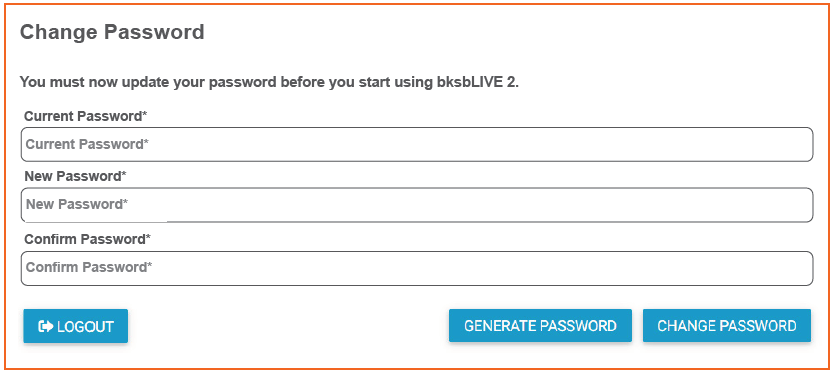 Change Password
You must now update your password before you start using bksbLIVE 2.
Current Password*
Current Password*
New Password*
New Password*
Confirm Password*
Confirm Password*
LOGOUT GENERATE PASSWORD CHANGE PASSWORD